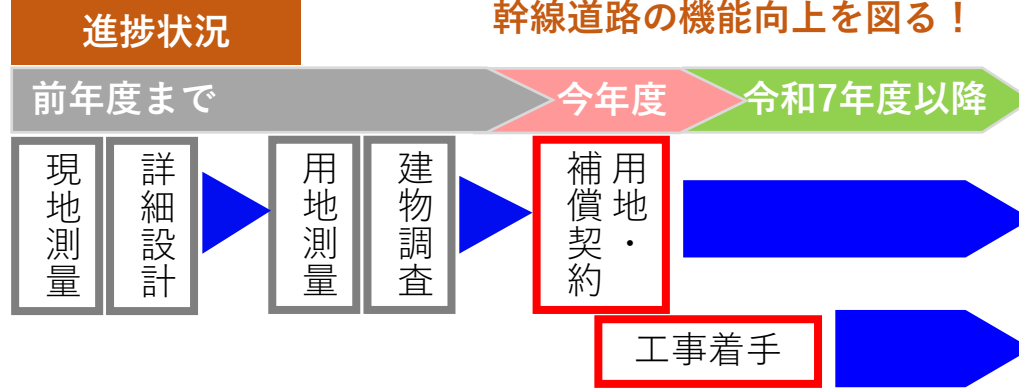 進捗状況
幹線道路の機能向上を図る！
前年度まで
今年度
令和7年度以降
現地測量
詳細設計
用地測量
建物調査
用地・
補償契約
工事着手